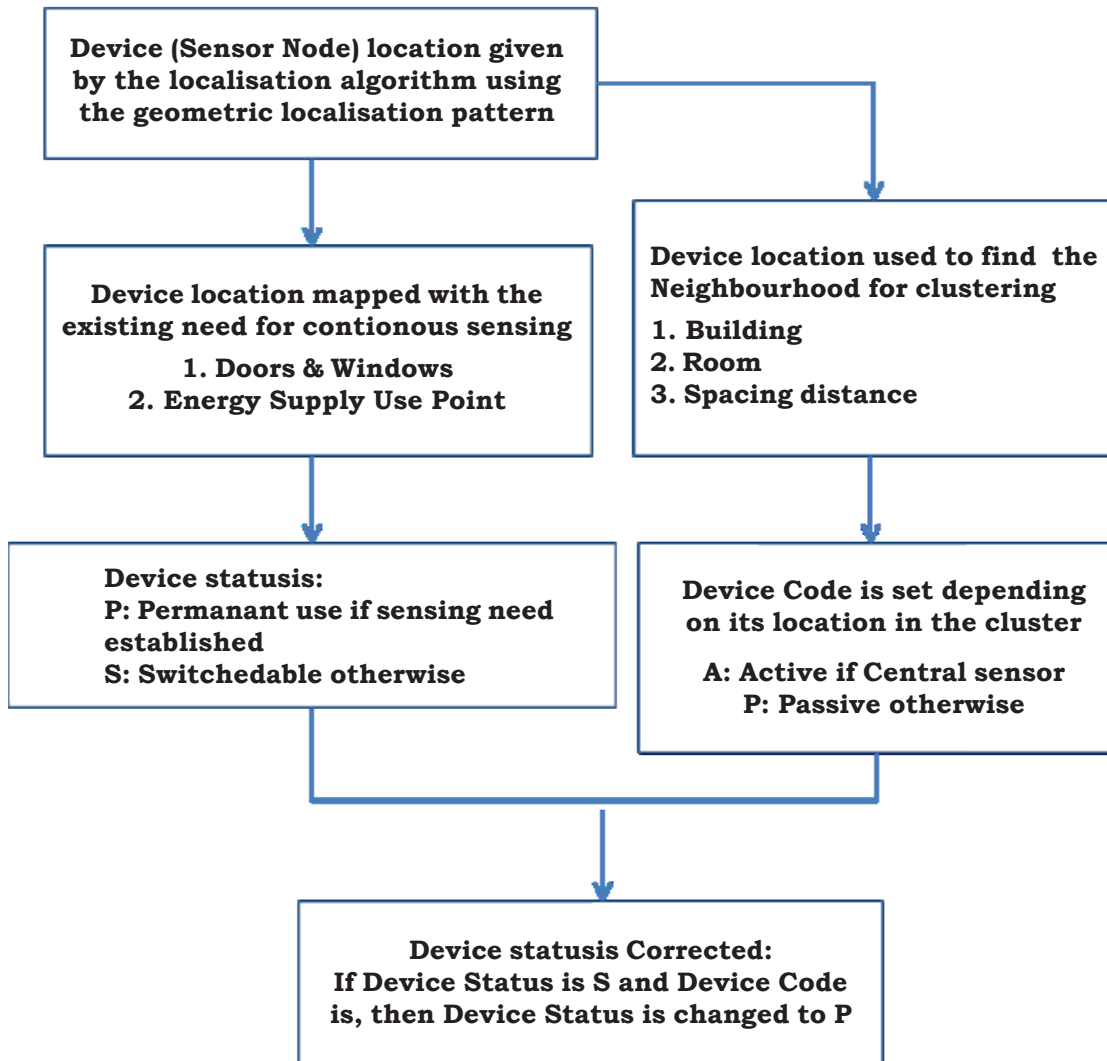 Device (Sensor Node) location given
by the localisation algorithm using
the geometric localisation pattern
Device location mapped with the
existing need for contionous sensing
1. Doors & Windows
2. Energy Supply Use Point
Device location used to find the
Neighbourhood for clustering
1. Building
2. Room
3. Spacing distance
Device statusis:
P: Permanant use if sensing need
established
S: Switchedable otherwise
Device Code is set depending
on its location in the cluster
A: Active if Central sensor
P: Passive otherwise
Device statusis Corrected:
If Device Status is S and Device Code
is, then Device Status is changed to P